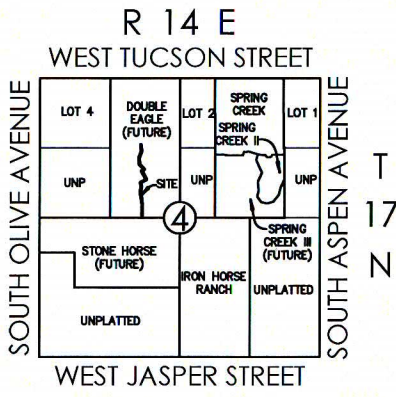 R 14 E
WEST TUCSON STREET
SOUTH OLIVE AVENUE
LOT 4
DOUBLE
EAGLE
(FUTURE)
LOT 2
SPRING
CREEK
LOT 1
SPRING
CREEK II
UNP
SITE
UNP
UNP
4
SPRING
CREEK III
(FUTURE)
STONE HORSE
(FUTURE)
IRON HORSE
RANCH
UNPLATTED
UNPLATTED
SOUTH ASPEN AVENUE
T
17
N
WEST JASPER STREET